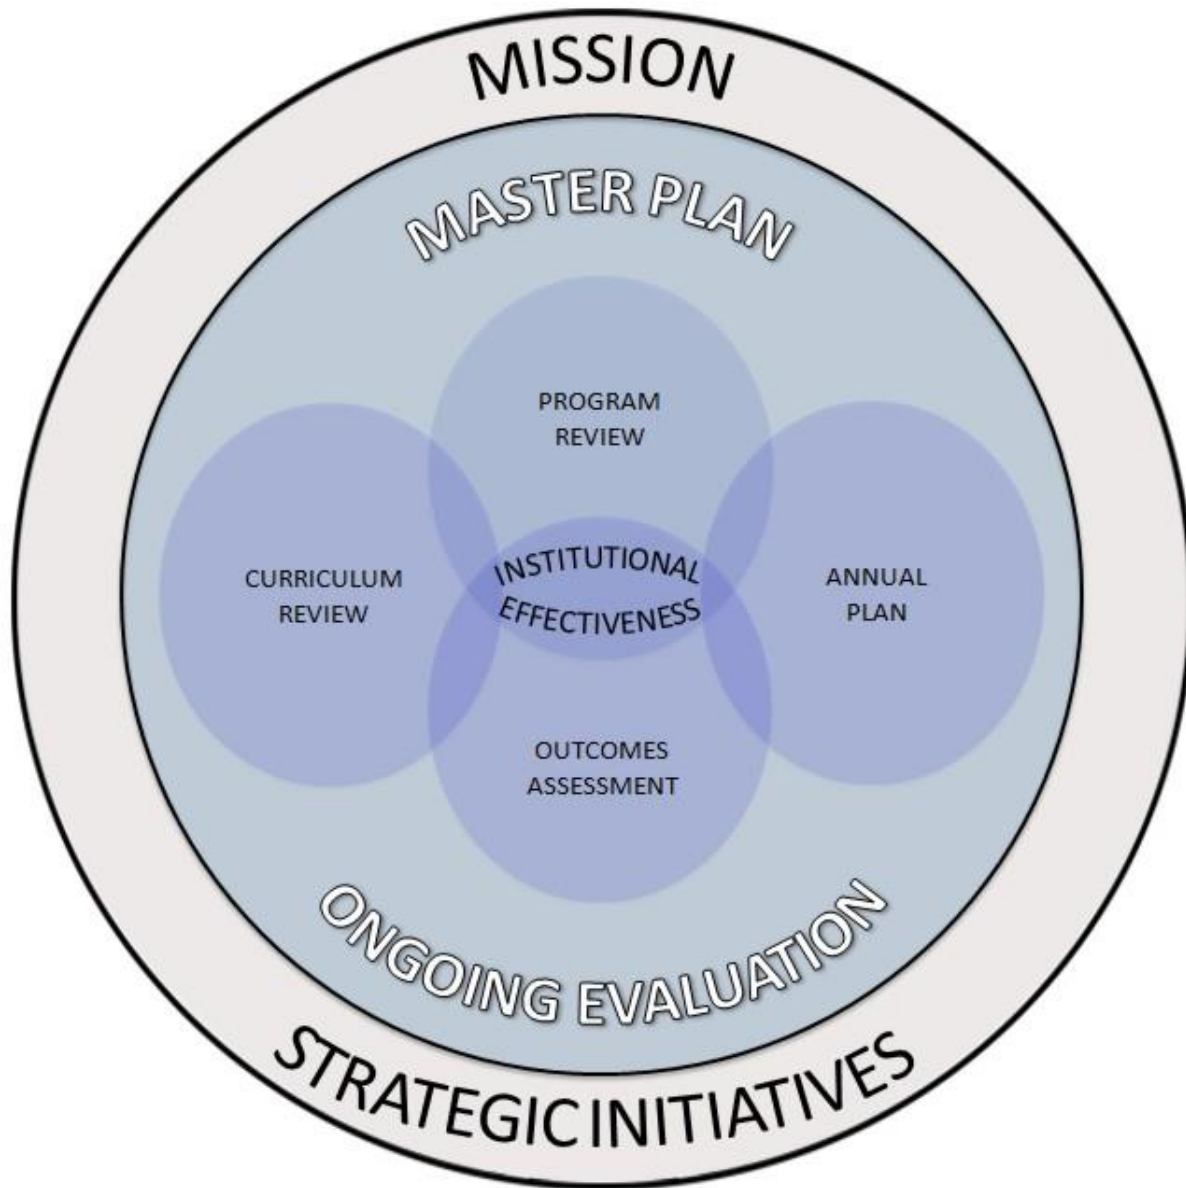 MISSION
MASTER PLAN
PROGRAM
REVIEW
CURRICULUM
REVIEW
INSTITUTIONAL
EFFECTIVENESS
ANNUAL
PLAN
OUTCOMES
ASSESSMENT
ONGOING EVALUATION
STRATEGIC INITIATIVES